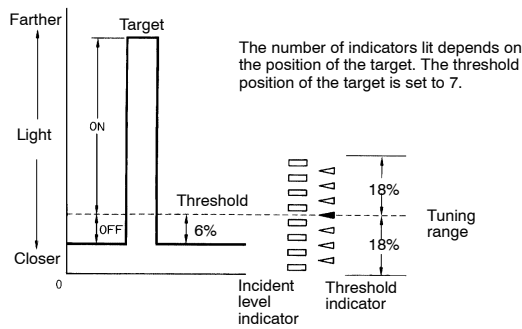 Farther
Target
The number of indicators lit depends on
the position of the target. The threshold
position of the target is set to 7.
ON
Light
Threshold
18%
OFF
6%
Tuning
range
18%
Closer
0
Incident
level
indicator
Threshold
indicator